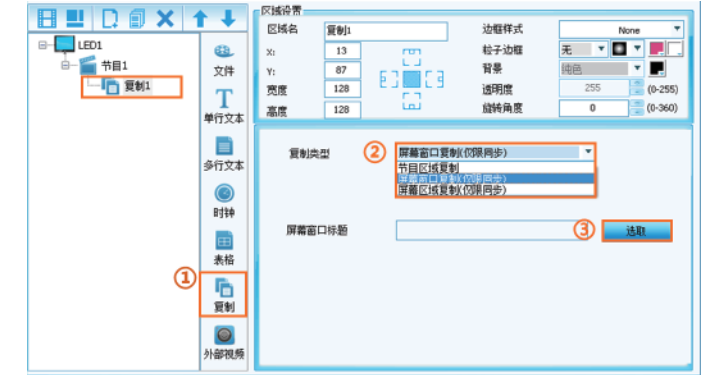 LED1
节目1
复制1
文件
单行文本
多行文本
时钟
表格
①
复制
外部视频
区域设置
区域名 复制1 边框样式 None
X: 13 粒子边框 无
Y: 87 背景 纯色
宽度 128 透明度 255 (0-255)
高度 128 旋转角度 0 (0-360)
复制类型 ② 屏幕窗口复制(仅限同步)
节目区域复制
屏幕窗口复制(仅限同步)
屏幕区域复制(仅限同步)
屏幕窗口标题 ③ 选取